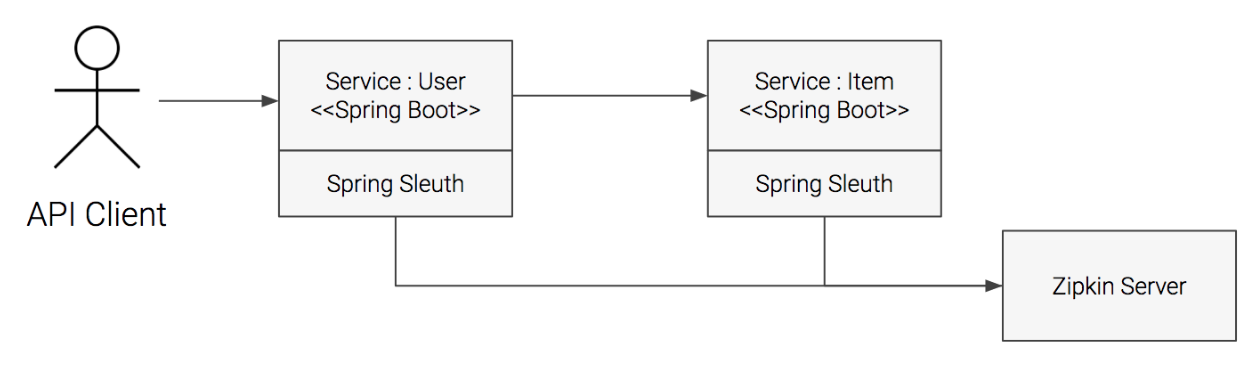 API Client
Service : User
<<Spring Boot>>
Spring Sleuth
Service : Item
<<Spring Boot>>
Spring Sleuth
Zipkin Server